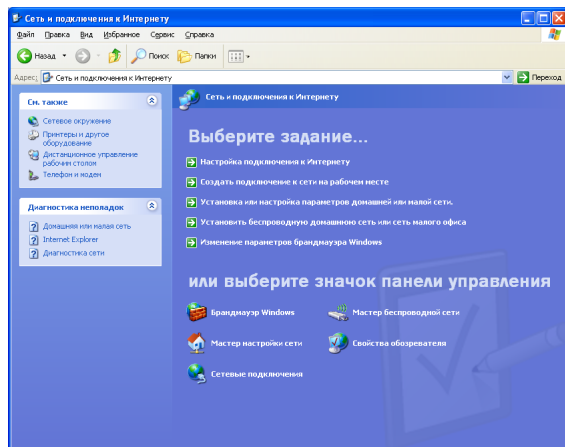 Сеть и подключения к Интернету
Файл Правка Вид Избранное Сервис Справка
Назад Поиск Папки
Адрес: Сеть и подключения к Интернету Переход
См. также
Сетевое окружение
Принтеры и другое
оборудование
Дистанционное управление
рабочим столом
Телефон и модем
Диагностика неполадок
Домашняя или малая сеть
Internet Explorer
Диагностика сети
Сеть и подключения к Интернету
Выберите задание...
Настройка подключения к Интернету
Создать подключение к сети на рабочем месте
Установка или настройка параметров домашней или малой сети.
Установить беспроводную домашнюю сеть или сеть малого офиса
Изменение параметров брандмауэра Windows
или выберите значок панели управления
Брандмауэр Windows
Мастер беспроводной сети
Мастер настройки сети
Свойства обозревателя
Сетевые подключения